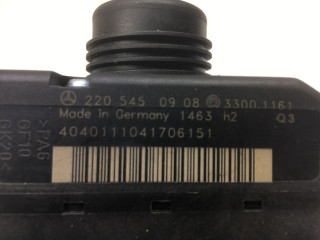 220 545 09 08 3300.1161
Made in Germany 1463 h2 Q3
4040111041706151
>PA6
GF10
GK20<